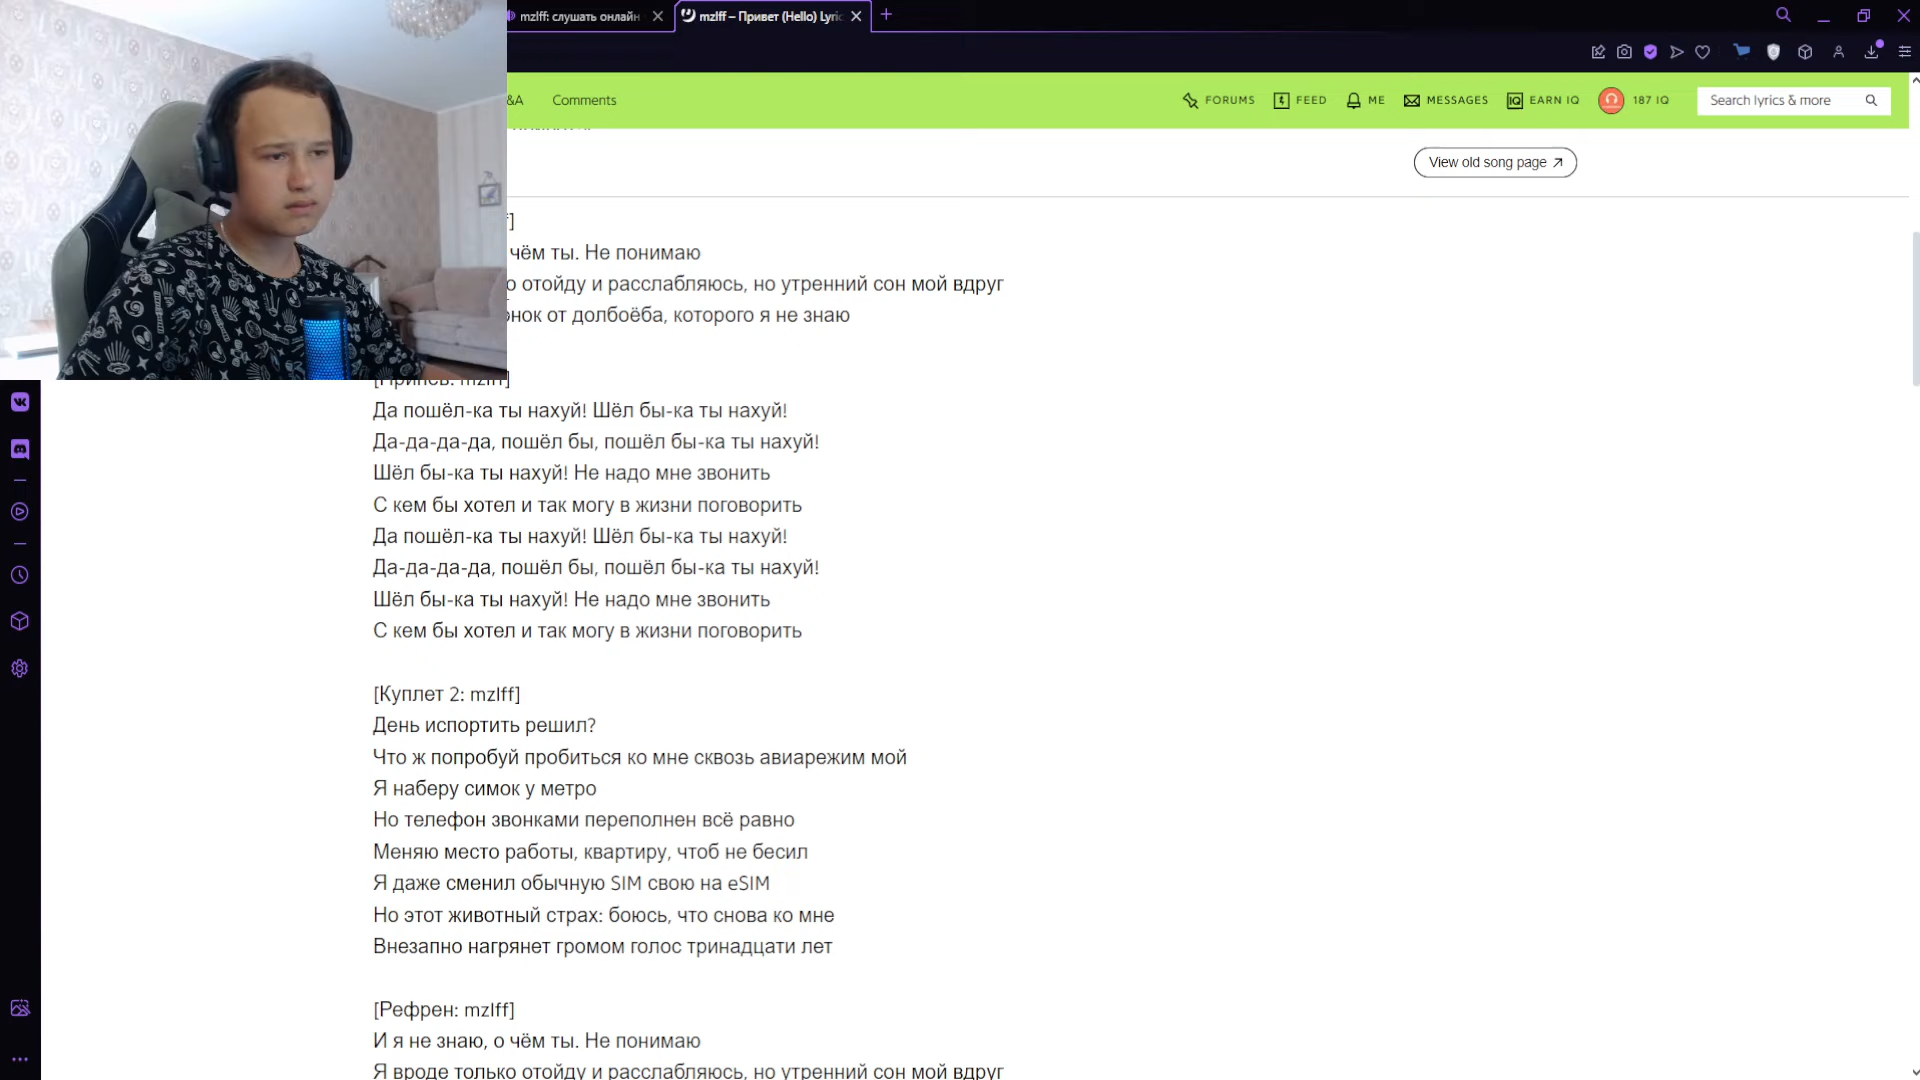 mzlff: слушать онлайн
mzlff – Привет (Hello) Lyri
&A
Comments
FORUMS
FEED
ME
MESSAGES
EARN IQ
187 IQ
Search lyrics & more
View old song page
чём ты. Не понимаю
о отойду и расслабляюсь, но утренний сон мой вдруг
нок от долбоёба, которого я не знаю
[Припев: mzlff]
Да пошёл-ка ты нахуй! Шёл бы-ка ты нахуй!
Да-да-да-да, пошёл бы, пошёл бы-ка ты нахуй!
Шёл бы-ка ты нахуй! Не надо мне звонить
С кем бы хотел и так могу в жизни поговорить
Да пошёл-ка ты нахуй! Шёл бы-ка ты нахуй!
Да-да-да-да, пошёл бы, пошёл бы-ка ты нахуй!
Шёл бы-ка ты нахуй! Не надо мне звонить
С кем бы хотел и так могу в жизни поговорить
[Куплет 2: mzlff]
День испортить решил?
Что ж попробуй пробиться ко мне сквозь авиарежим мой
Я наберу симок у метро
Но телефон звонками переполнен всё равно
Меняю место работы, квартиру, чтоб не бесил
Я даже сменил обычную SIM свою на eSIM
Но этот животный страх: боюсь, что снова ко мне
Внезапно нагрянет громом голос тринадцати лет
[Рефрен: mzlff]
И я не знаю, о чём ты. Не понимаю
Я вроде только отойду и расслабляюсь, но утренний сон мой вдруг